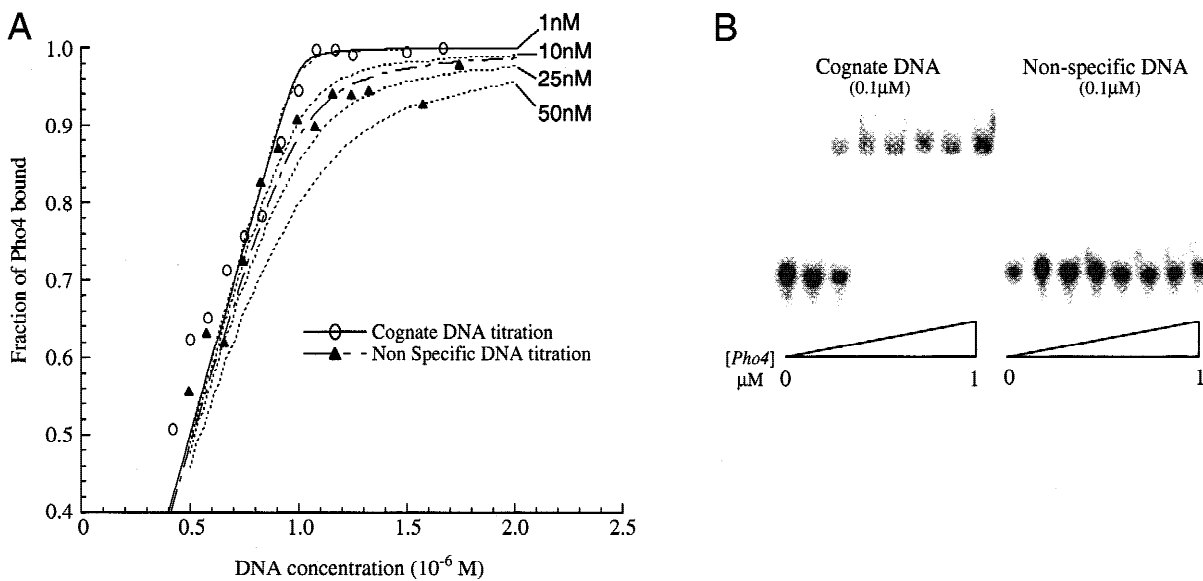 A
1.0
0.9
0.8
0.7
0.6
0.5
0.4
Fraction of Pho4 bound
0
0.5
1.0
1.5
2.0
2.5
DNA concentration (10-6 M)
1nM
10nM
25nM
50nM
Cognate DNA titration
Non Specific DNA titration
B
Cognate DNA
(0.1μM)
Non-specific DNA
(0.1μM)
[Pho4]
μM
0
1
0
1